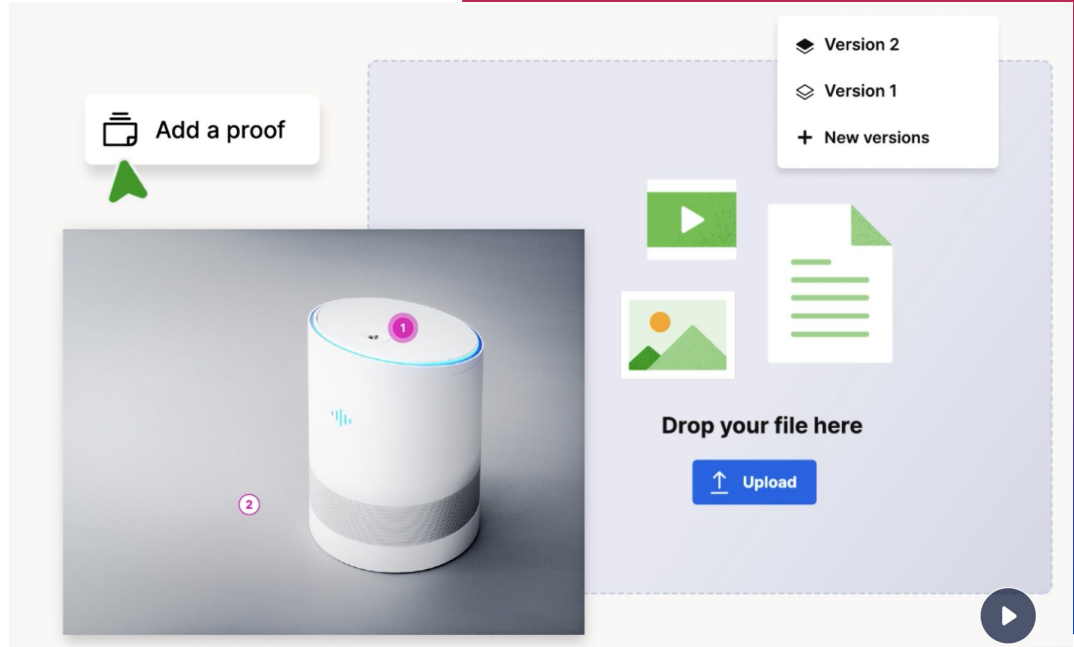 Version 2
Version 1
New versions
Add a proof
1
2
Drop your file here
Upload